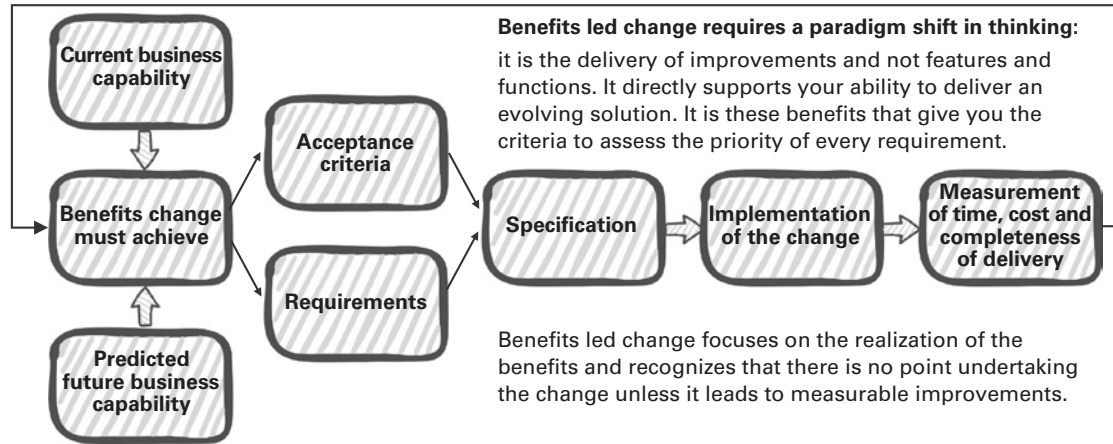 Current business
capability
Benefits led change requires a paradigm shift in thinking:
it is the delivery of improvements and not features and
functions. It directly supports your ability to deliver an
evolving solution. It is these benefits that give you the
criteria to assess the priority of every requirement.
Acceptance
criteria
Benefits change
must achieve
Requirements
Specification
Implementation
of the change
Measurement
of time, cost and
completeness
of delivery
Predicted
future business
capability
Benefits led change focuses on the realization of the
benefits and recognizes that there is no point undertaking
the change unless it leads to measurable improvements.